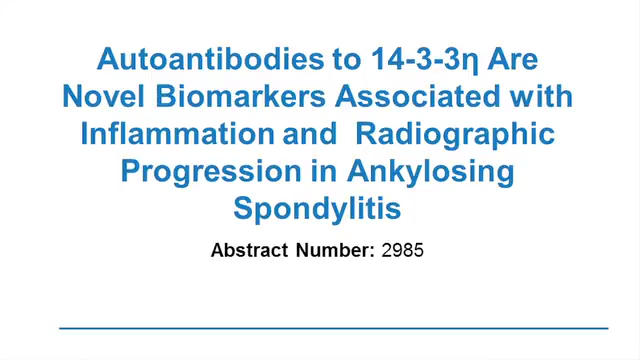 Autoantibodies to 14-3-3η Are
Novel Biomarkers Associated with
Inflammation and Radiographic
Progression in Ankylosing
Spondylitis
Abstract Number: 2985